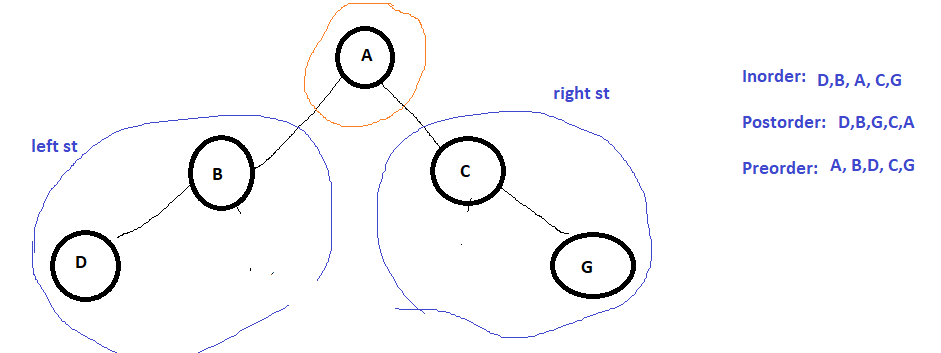 A
right st
left st
B
C
D
G
Inorder: D,B, A, C,G
Postorder: D,B,G,C,A
Preorder: A, B,D, C,G